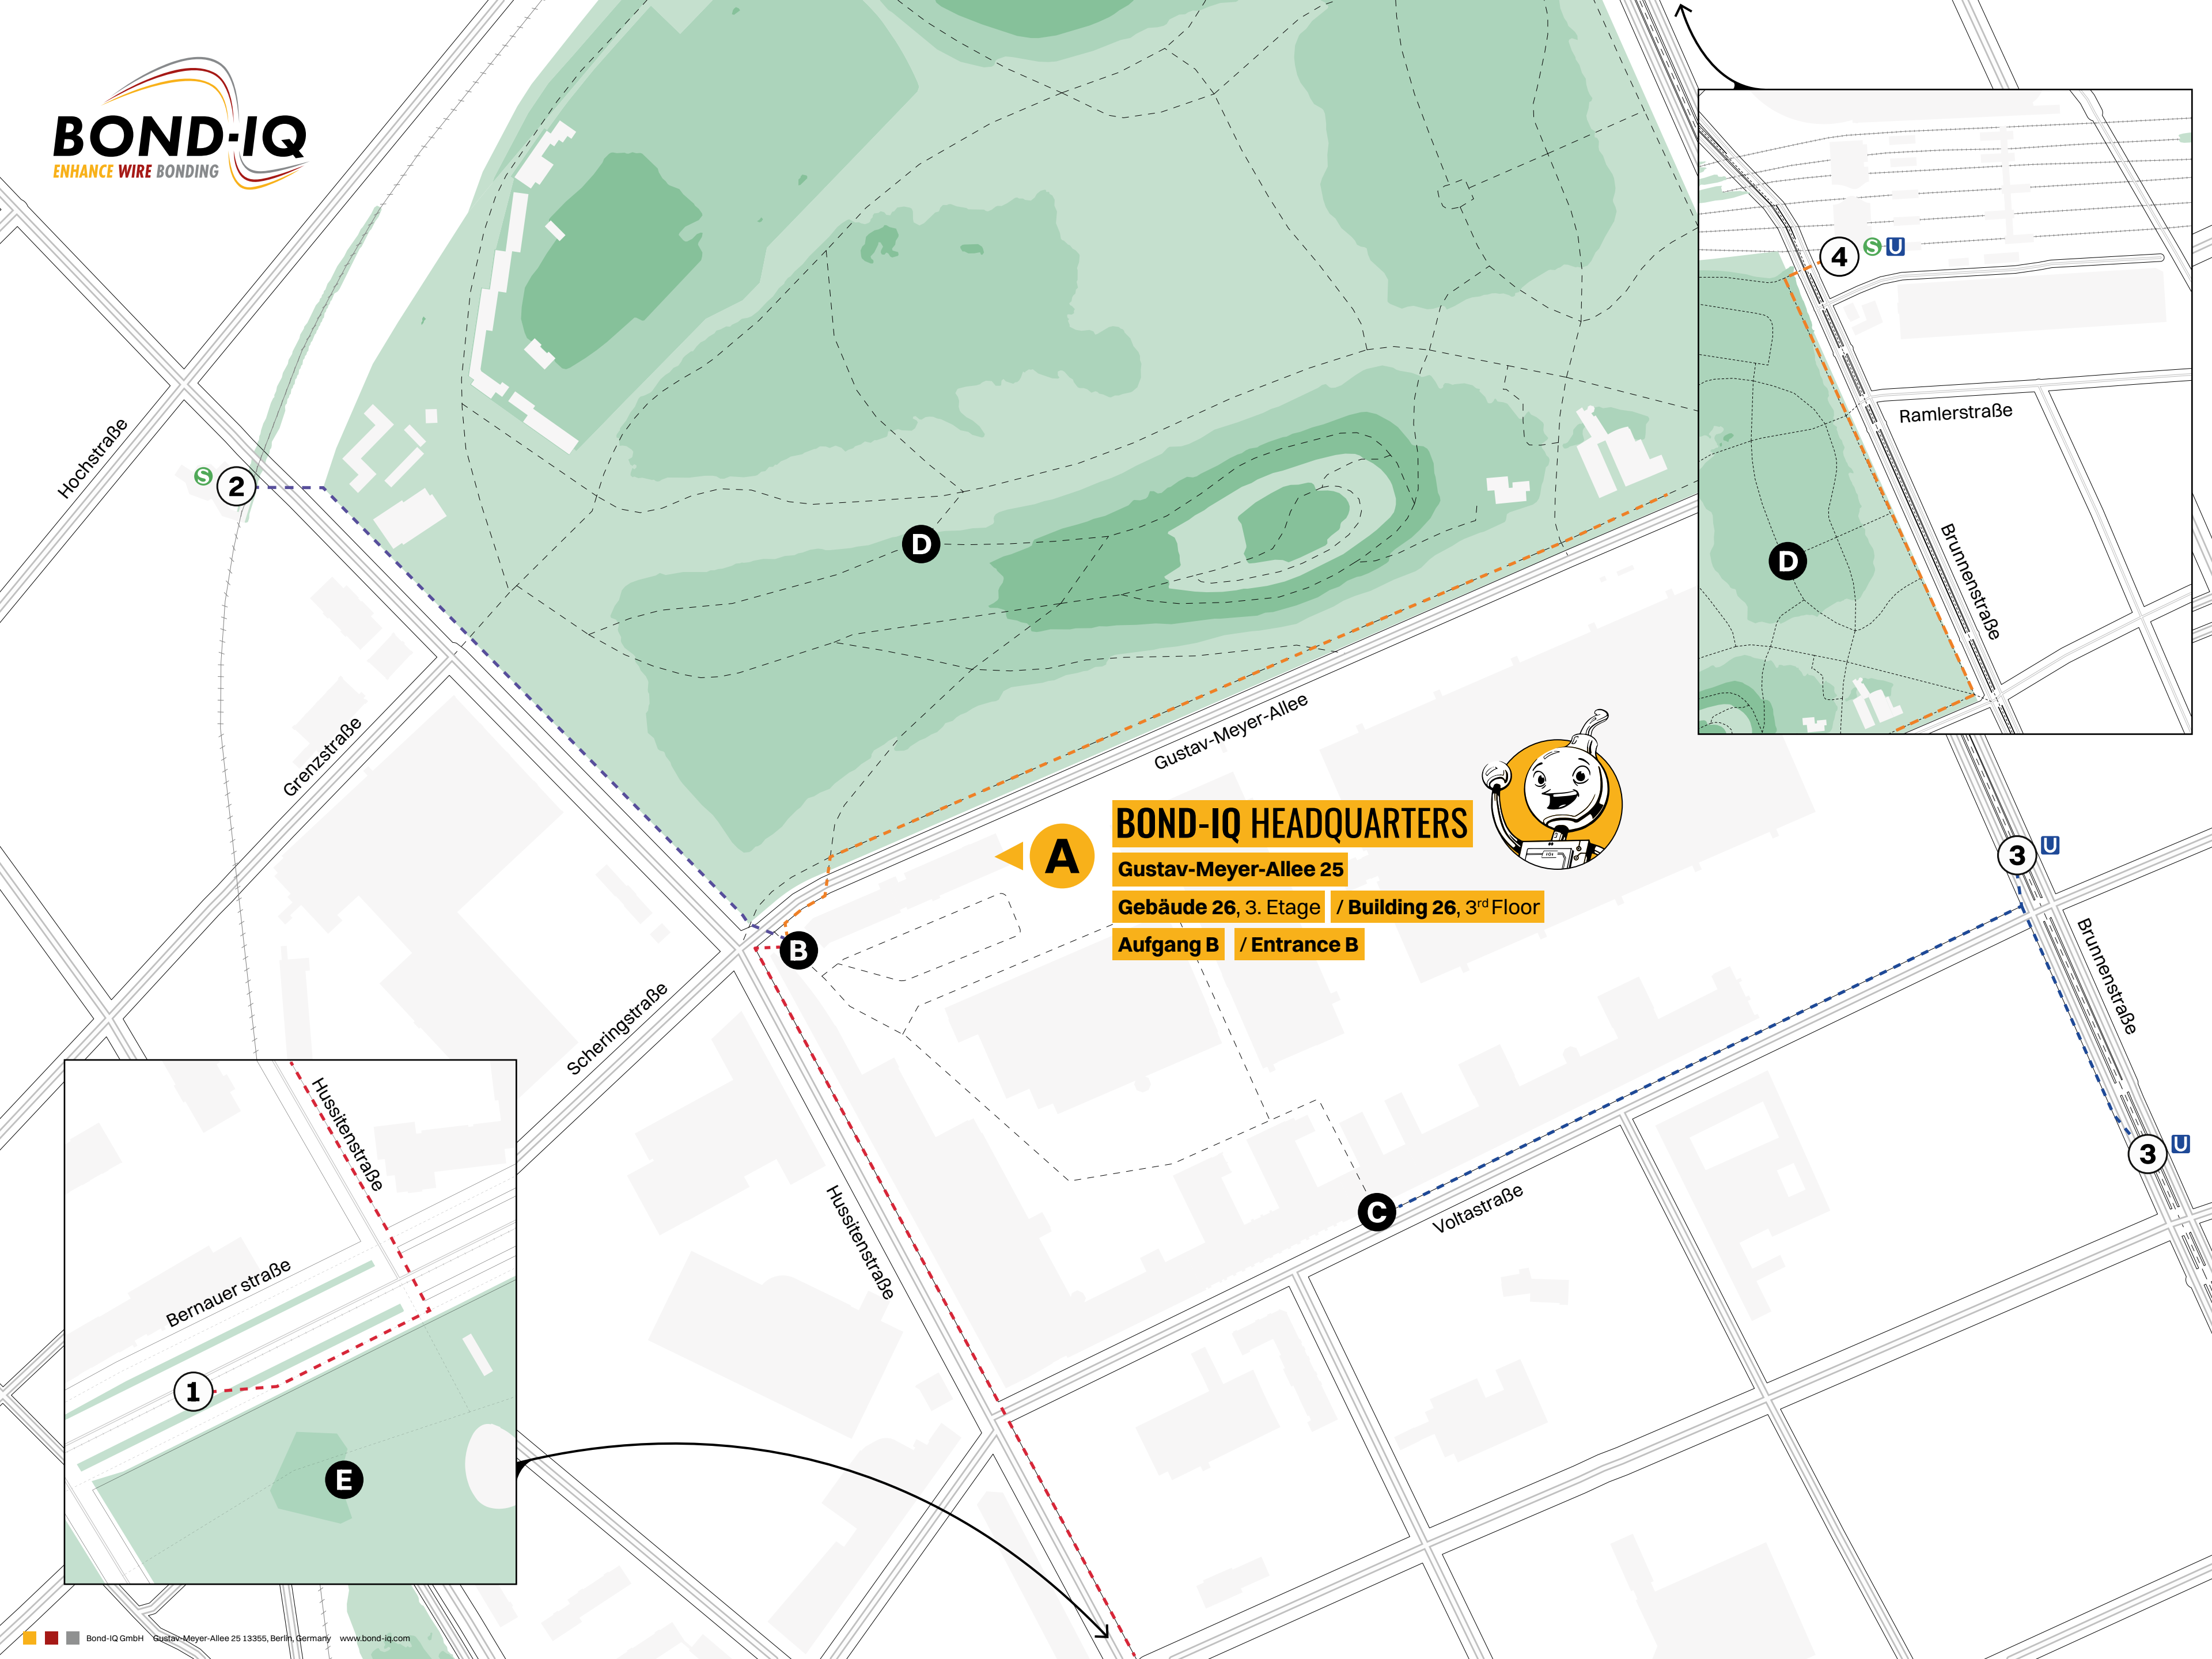 BOND-IQ
ENHANCE WIRE BONDING
Hochstraße
S
2
Grenzstraße
D
Gustav-Meyer-Allee
4
S
U
Ramlerstraße
D
Brunnenstraße
A
BOND-IQ HEADQUARTERS
Gustav-Meyer-Allee 25
Gebäude 26, 3. Etage / Building 26, 3rd Floor
Aufgang B / Entrance B
B
Scheringstraße
3
U
Brunnenstraße
3
U
C
Voltastraße
Hussitenstraße
Hussitenstraße
Bernauer straße
1
E
Bond-IQ GmbH Gustav-Meyer-Allee 25 13355, Berlin, Germany www.bond-iq.com